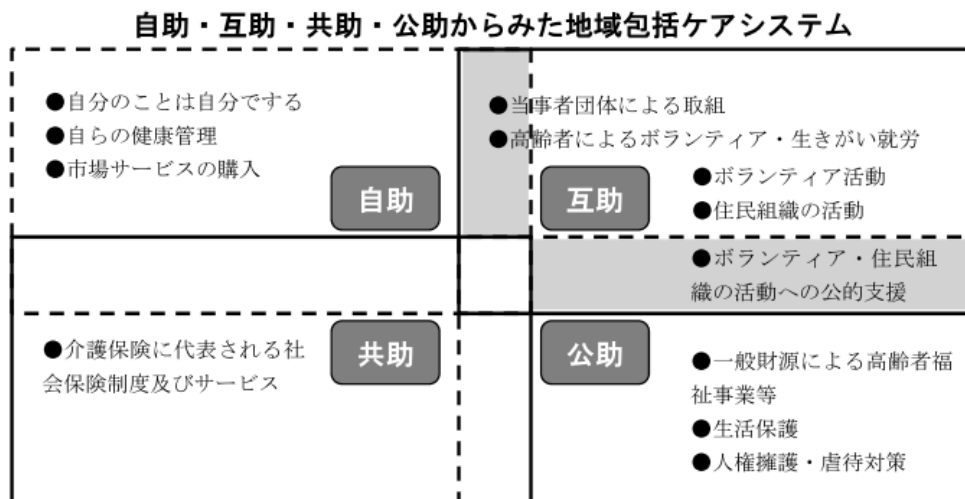 自助・互助・共助・公助からみた地域包括ケアシステム
●自分のことは自分でする
●自らの健康管理
●市場サービスの購入
自助
●当事者団体による取組
●高齢者によるボランティア・生きがい就労
●ボランティア活動
●住民組織の活動
互助
●ボランティア・住民組
織の活動への公的支援
●介護保険に代表される社
会保険制度及びサービス
共助
公助
●一般財源による高齢者福
祉事業等
●生活保護
●人権擁護・虐待対策